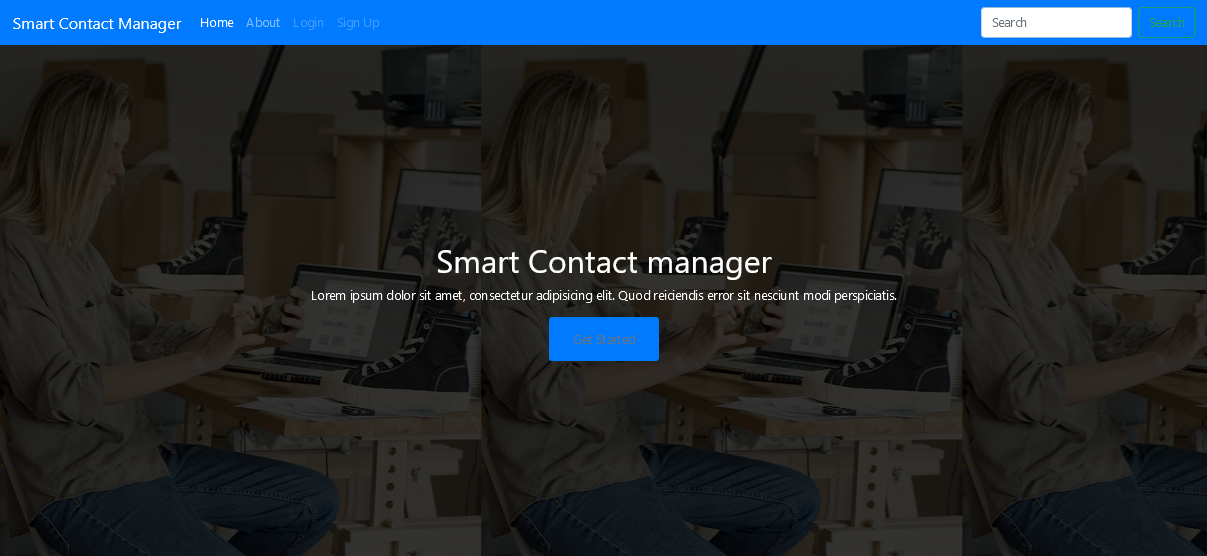 Smart Contact Manager Home About Login Sign Up Search Search
Smart Contact manager
Lorem ipsum dolor sit amet, consectetur adipisicing elit. Quod reiciendis error sit nesciunt modi perspiciatis.
Get Started